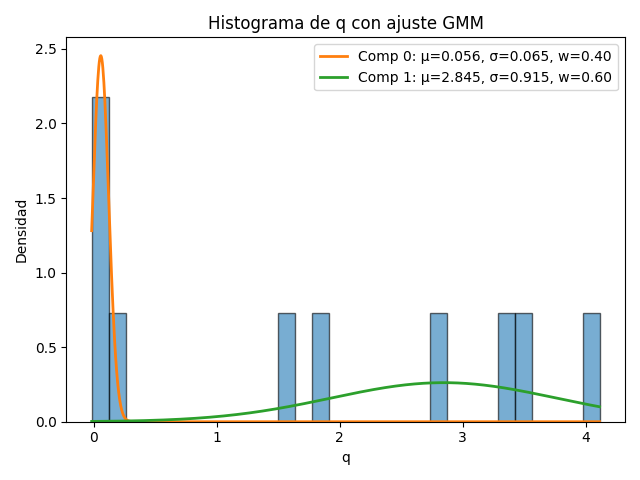 Histograma de q con ajuste GMM
Comp 0: μ=0.056, σ=0.065, w=0.40
Comp 1: μ=2.845, σ=0.915, w=0.60
Densidad
2.5
2.0
1.5
1.0
0.5
0.0
0 1 2 3 4
q